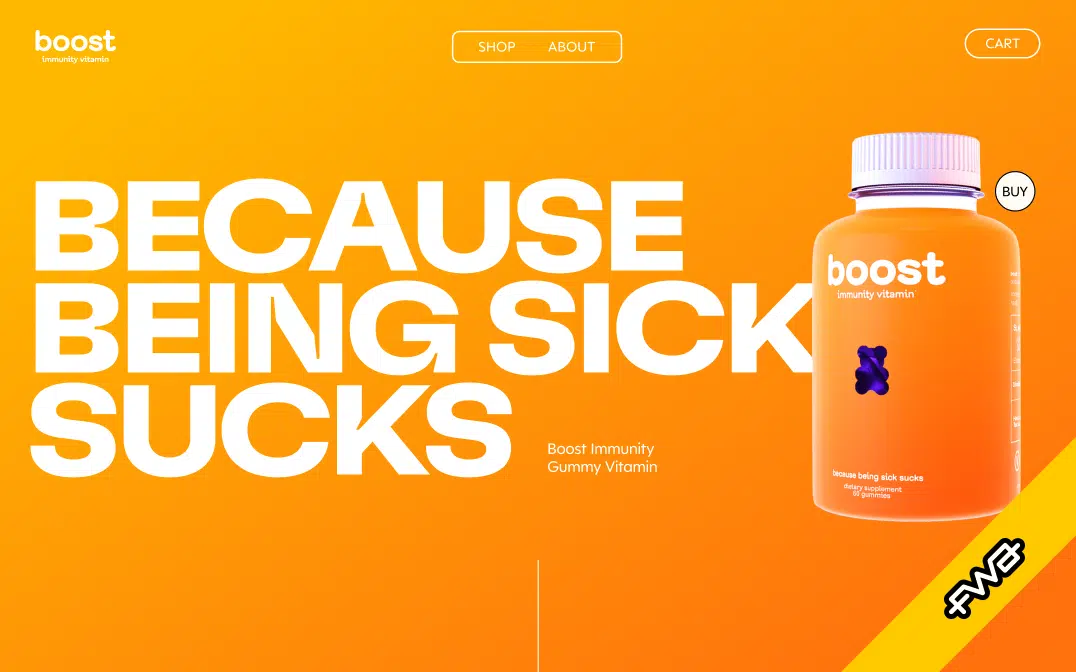 boost
immunity vitamin
SHOP ABOUT
CART
BUY
BECAUSE
BEING SICK
SUCKS
Boost Immunity
Gummy Vitamin
boost
immunity vitamin
because being sick sucks
dietary supplement
60 gummies
fwa